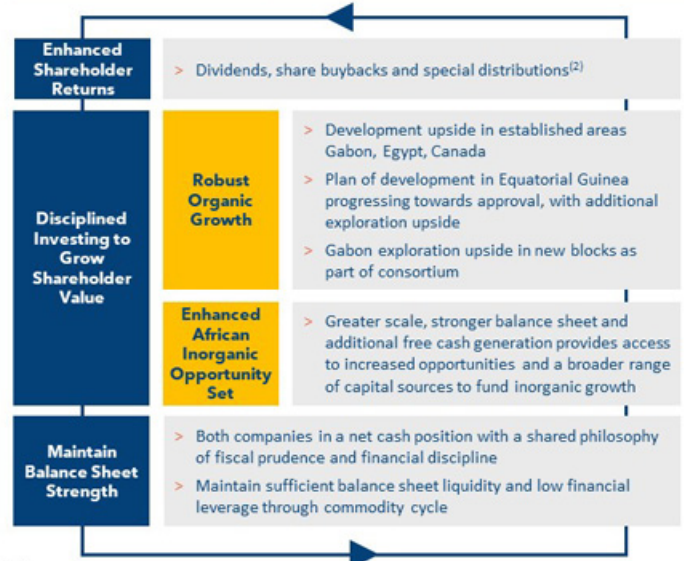 Enhanced
Shareholder
Returns
> Dividends, share buybacks and special distributions(2)
Disciplined
Investing to
Grow
Shareholder
Value
Robust
Organic
Growth
> Development upside in established areas
Gabon, Egypt, Canada
> Plan of development in Equatorial Guinea
progressing towards approval, with additional
exploration upside
> Gabon exploration upside in new blocks as
part of consortium
Enhanced
African
Inorganic
Opportunity
Set
> Greater scale, stronger balance sheet and
additional free cash generation provides access
to increased opportunities and a broader range
of capital sources to fund inorganic growth
Maintain
Balance Sheet
Strength
> Both companies in a net cash position with a shared philosophy
of fiscal prudence and financial discipline
> Maintain sufficient balance sheet liquidity and low financial
leverage through commodity cycle